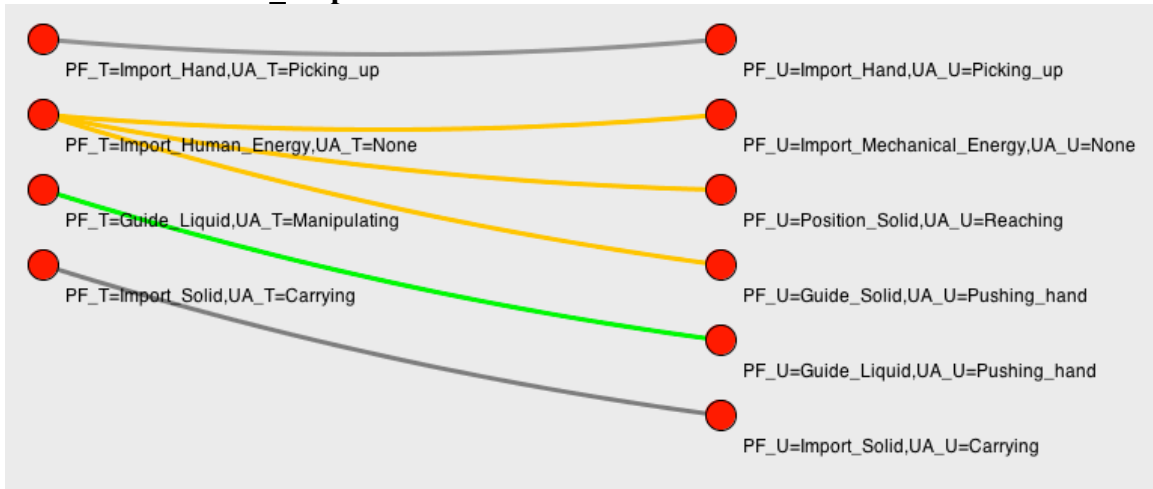 PF_T=Import_Hand,UA_T=Picking_up
PF_U=Import_Hand,UA_U=Picking_up
PF_T=Import_Human_Energy,UA_T=None
PF_U=Import_Mechanical_Energy,UA_U=None
PF_T=Guide_Liquid,UA_T=Manipulating
PF_U=Position_Solid,UA_U=Reaching
PF_T=Import_Solid,UA_T=Carrying
PF_U=Guide_Solid,UA_U=Pushing_hand
PF_U=Guide_Liquid,UA_U=Pushing_hand
PF_U=Import_Solid,UA_U=Carrying